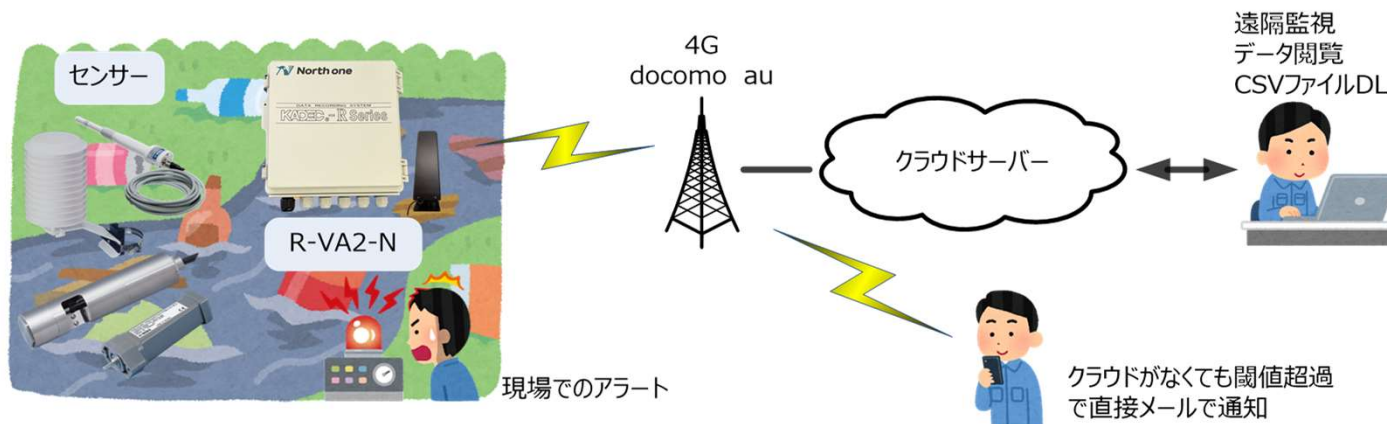 センサー
North one
DATA RECORDING SYSTEM
KADEC®-R Series
R-VA2-N
現場でのアラート
4G
docomo au
クラウドサーバー
遠隔監視
データ閲覧
CSVファイルDL
クラウドがなくても閾値超過
で直接メールで通知